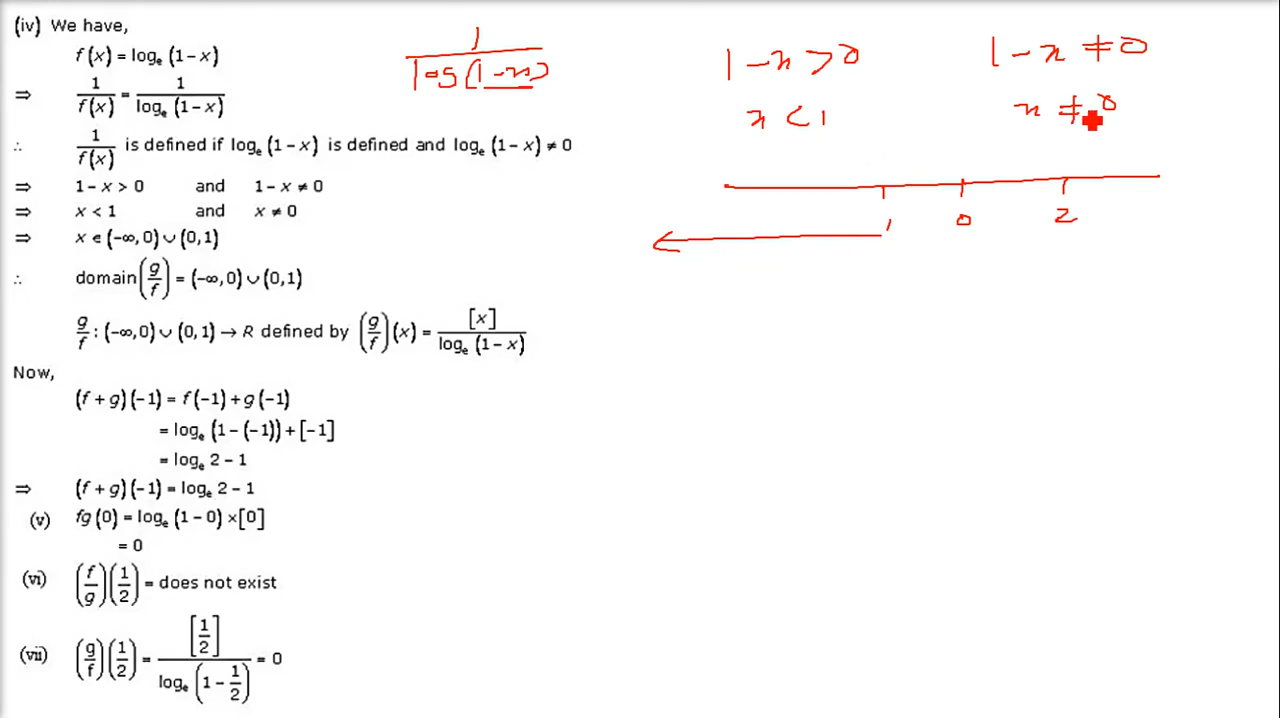 (iv) We have,
f(x) = logₑ (1 – x)
⇒ 1/f(x) = 1/logₑ (1 – x)
∴ 1/f(x) is defined if logₑ (1 – x) is defined and logₑ (1 – x) ≠ 0
⇒ 1 – x > 0 and 1 – x ≠ 0
⇒ x < 1 and x ≠ 0
⇒ x ∈ (–∞, 0) ∪ (0, 1)
∴ domain (g/f) = (–∞, 0) ∪ (0, 1)
g/f : (–∞, 0) ∪ (0, 1) → R defined by (g/f)(x) = [x]/logₑ (1 – x)
Now,
(f + g)(–1) = f(–1) + g(–1)
= logₑ (1 – (–1)) + [–1]
= logₑ 2 – 1
⇒ (f + g)(–1) = logₑ 2 – 1
(v) fg(0) = logₑ (1 – 0) × [0]
= 0
(vi) (f/g)(1/2) = does not exist
(vii) (g/f)(1/2) = [1/2]/logₑ (1 – 1/2) = 0
1/log(1-x)
1 - x > 0
x < 1
1 - x ≠ 0
x ≠ 0
1 0 2